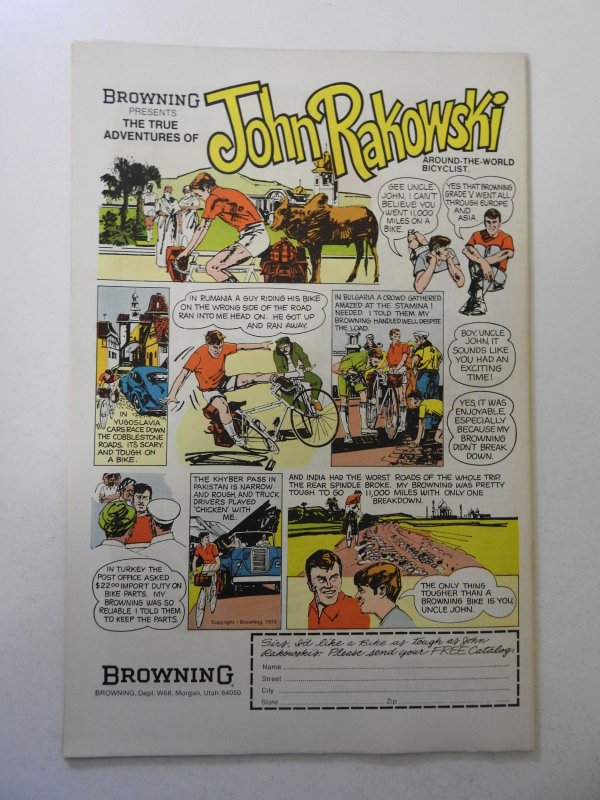 BROWNING
PRESENTS
THE TRUE
ADVENTURES OF
John Rakowski
AROUND-THE-WORLD
BICYCLIST.
GEE UNCLE
JOHN, I CAN'T
BELIEVE YOU
WENT 11,000
MILES ON A
BIKE.
YES THAT BROWNING
GRADE V WENT ALL
THROUGH EUROPE
AND
ASIA.
IN
YUGOSLAVIA
CARS RACE DOWN
THE COBBLESTONE
ROADS. IT'S SCARY.
AND TOUGH ON
A BIKE.
IN RUMANIA A GUY RIDING HIS BIKE
ON THE WRONG SIDE OF THE ROAD
RAN INTO ME HEAD ON. HE GOT UP
AND RAN AWAY.
IN BULGARIA A CROWD GATHERED,
AMAZED AT THE STAMINA I
NEEDED. I TOLD THEM MY
BROWNING HANDLED WELL DESPITE
THE LOAD.
BOY, UNCLE
JOHN, IT
SOUNDS LIKE
YOU HAD AN
EXCITING
TIME!
YES, IT WAS
ENJOYABLE,
ESPECIALLY
BECAUSE MY
BROWNING
DIDN'T BREAK
DOWN.
IN TURKEY THE
POST OFFICE ASKED
$22.00 IMPORT DUTY ON
BIKE PARTS. MY
BROWNING WAS SO
RELIABLE I TOLD THEM
TO KEEP THE PARTS.
THE KHYBER PASS IN
PAKISTAN IS NARROW
AND ROUGH, AND TRUCK
DRIVERS PLAYED
"CHICKEN" WITH
ME.
Copyright - Browning, 1976
AND INDIA HAD THE WORST ROADS OF THE WHOLE TRIP.
THE REAR SPINDLE BROKE. MY BROWNING WAS PRETTY
TOUGH TO GO 11,000 MILES WITH ONLY ONE
BREAKDOWN.
THE ONLY THING
TOUGHER THAN A
BROWNING BIKE IS YOU,
UNCLE JOHN.
BROWNING
BROWNING, Dept. W68, Morgan, Utah 84050
Sirs, I'd like a Bike as tough as John
Rakowski's. Please send your FREE Catalog.
Name
Street
City
State Zip